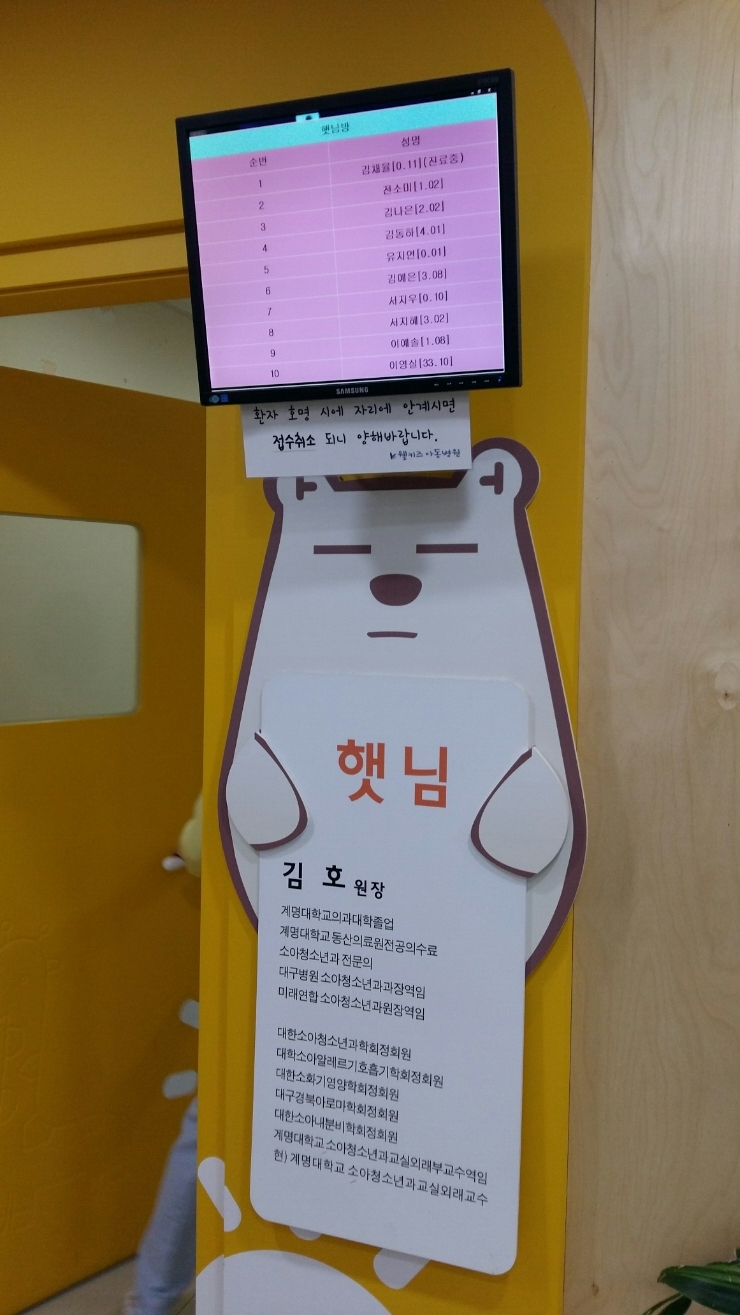 햇님방
순번 성명
1 김채율[0.11](진료중)
2 전소미[1.02]
3 김나은[2.02]
4 김동하[4.01]
5 유지연[0.01]
6 김예은[3.08]
7 서지우[0.10]
8 서지혜[3.02]
9 이예솔[1.08]
10 이영실[33.10]
SAMSUNG
환자 호명 시에 자리에 안계시면
접수취소 되니 양해바랍니다.
웰키즈 아동병원
햇님
김 호 원장
계명대학교의과대학졸업
계명대학교동산의료원전공의수료
소아청소년과 전문의
대구병원 소아청소년과과장역임
미래연합 소아청소년과원장역임
대한소아청소년과학회정회원
대학소아알레르기호흡기학회정회원
대한소화기영양학회정회원
대구경북아로마학회정회원
대한소아내분비학회정회원
계명대학교 소아청소년과교실외래부교수역임
현) 계명대학교 소아청소년과교실외래교수